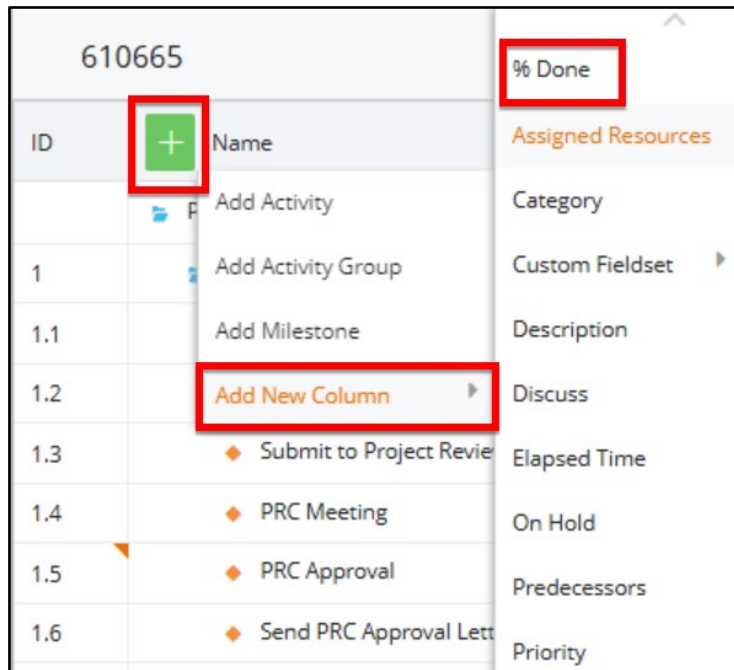 610665
ID + Name
P
1
1.1
1.2
1.3 Submit to Project Revie
1.4 PRC Meeting
1.5 PRC Approval
1.6 Send PRC Approval Lett
Add Activity
Add Activity Group
Add Milestone
Add New Column
% Done
Assigned Resources
Category
Custom Fieldset
Description
Discuss
Elapsed Time
On Hold
Predecessors
Priority